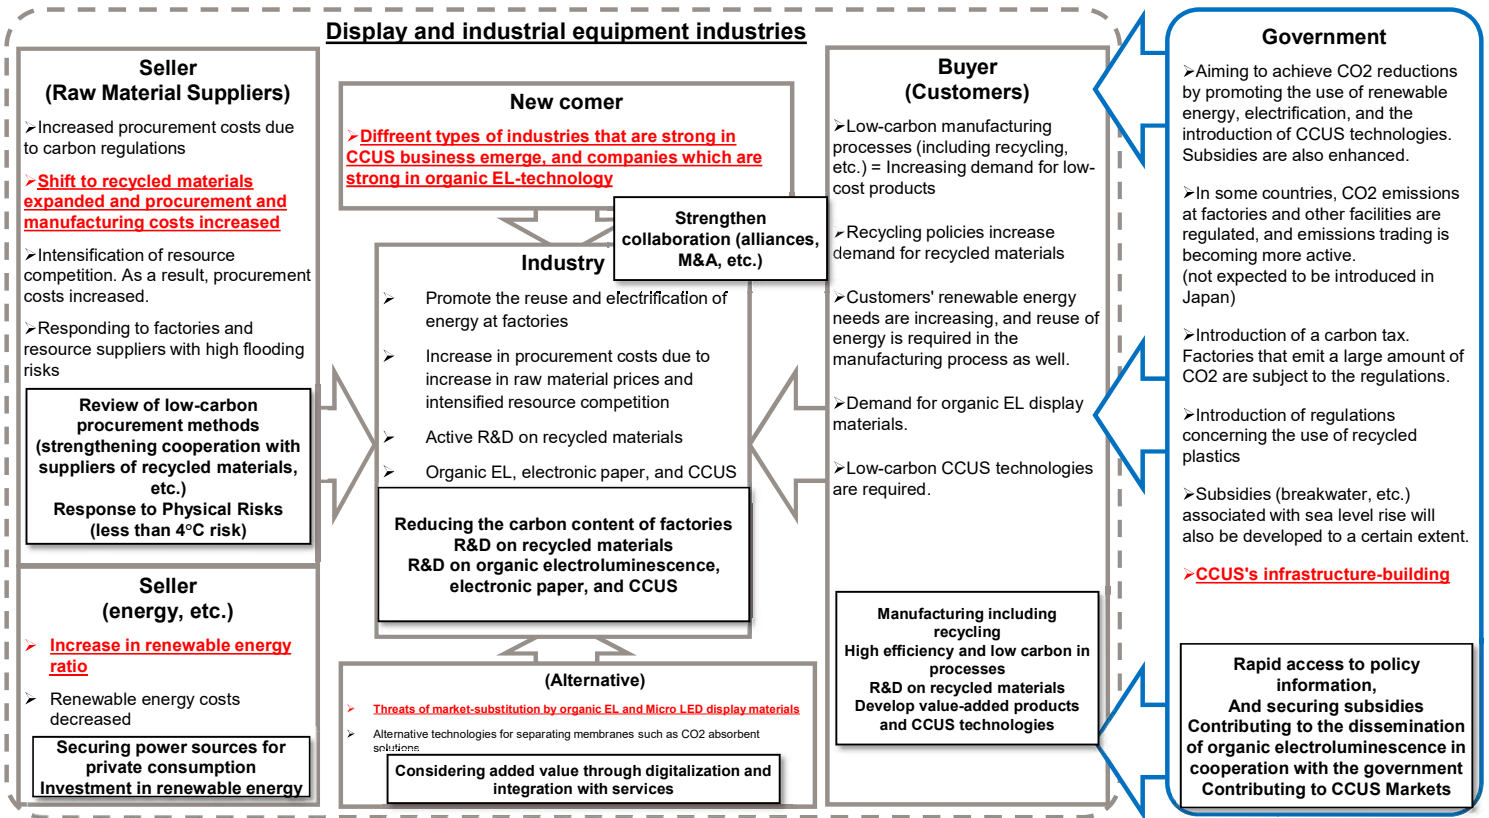 Display and industrial equipment industries
Seller
(Raw Material Suppliers)
➢Increased procurement costs due
to carbon regulations
➢Shift to recycled materials
expanded and procurement and
manufacturing costs increased
➢Intensification of resource
competition. As a result, procurement
costs increased.
➢Responding to factories and
resource suppliers with high flooding
risks
Review of low-carbon
procurement methods
(strengthening cooperation with
suppliers of recycled materials,
etc.)
Response to Physical Risks
(less than 4°C risk)
Seller
(energy, etc.)
➢ Increase in renewable energy
ratio
➢ Renewable energy costs
decreased
Securing power sources for
private consumption
Investment in renewable energy
New comer
➢Diffreent types of industries that are strong in
CCUS business emerge, and companies which are
strong in organic EL-technology
Strengthen
collaboration (alliances,
M&A, etc.)
Industry
➢ Promote the reuse and electrification of
energy at factories
➢ Increase in procurement costs due to
increase in raw material prices and
intensified resource competition
➢ Active R&D on recycled materials
➢ Organic EL, electronic paper, and CCUS
Reducing the carbon content of factories
R&D on recycled materials
R&D on organic electroluminescence,
electronic paper, and CCUS
(Alternative)
➢ Threats of market-substitution by organic EL and Micro LED display materials
➢ Alternative technologies for separating membranes such as CO2 absorbent
solutions
Considering added value through digitalization and
integration with services
Buyer
(Customers)
➢Low-carbon manufacturing
processes (including recycling,
etc.) = Increasing demand for low-
cost products
➢Recycling policies increase
demand for recycled materials
➢Customers' renewable energy
needs are increasing, and reuse of
energy is required in the
manufacturing process as well.
➢Demand for organic EL display
materials.
➢Low-carbon CCUS technologies
are required.
Manufacturing including
recycling
High efficiency and low carbon in
processes
R&D on recycled materials
Develop value-added products
and CCUS technologies
Government
➢Aiming to achieve CO2 reductions
by promoting the use of renewable
energy, electrification, and the
introduction of CCUS technologies.
Subsidies are also enhanced.
➢In some countries, CO2 emissions
at factories and other facilities are
regulated, and emissions trading is
becoming more active.
(not expected to be introduced in
Japan)
➢Introduction of a carbon tax.
Factories that emit a large amount of
CO2 are subject to the regulations.
➢Introduction of regulations
concerning the use of recycled
plastics
➢Subsidies (breakwater, etc.)
associated with sea level rise will
also be developed to a certain extent.
➢CCUS's infrastructure-building
Rapid access to policy
information,
And securing subsidies
Contributing to the dissemination
of organic electroluminescence in
cooperation with the government
Contributing to CCUS Markets